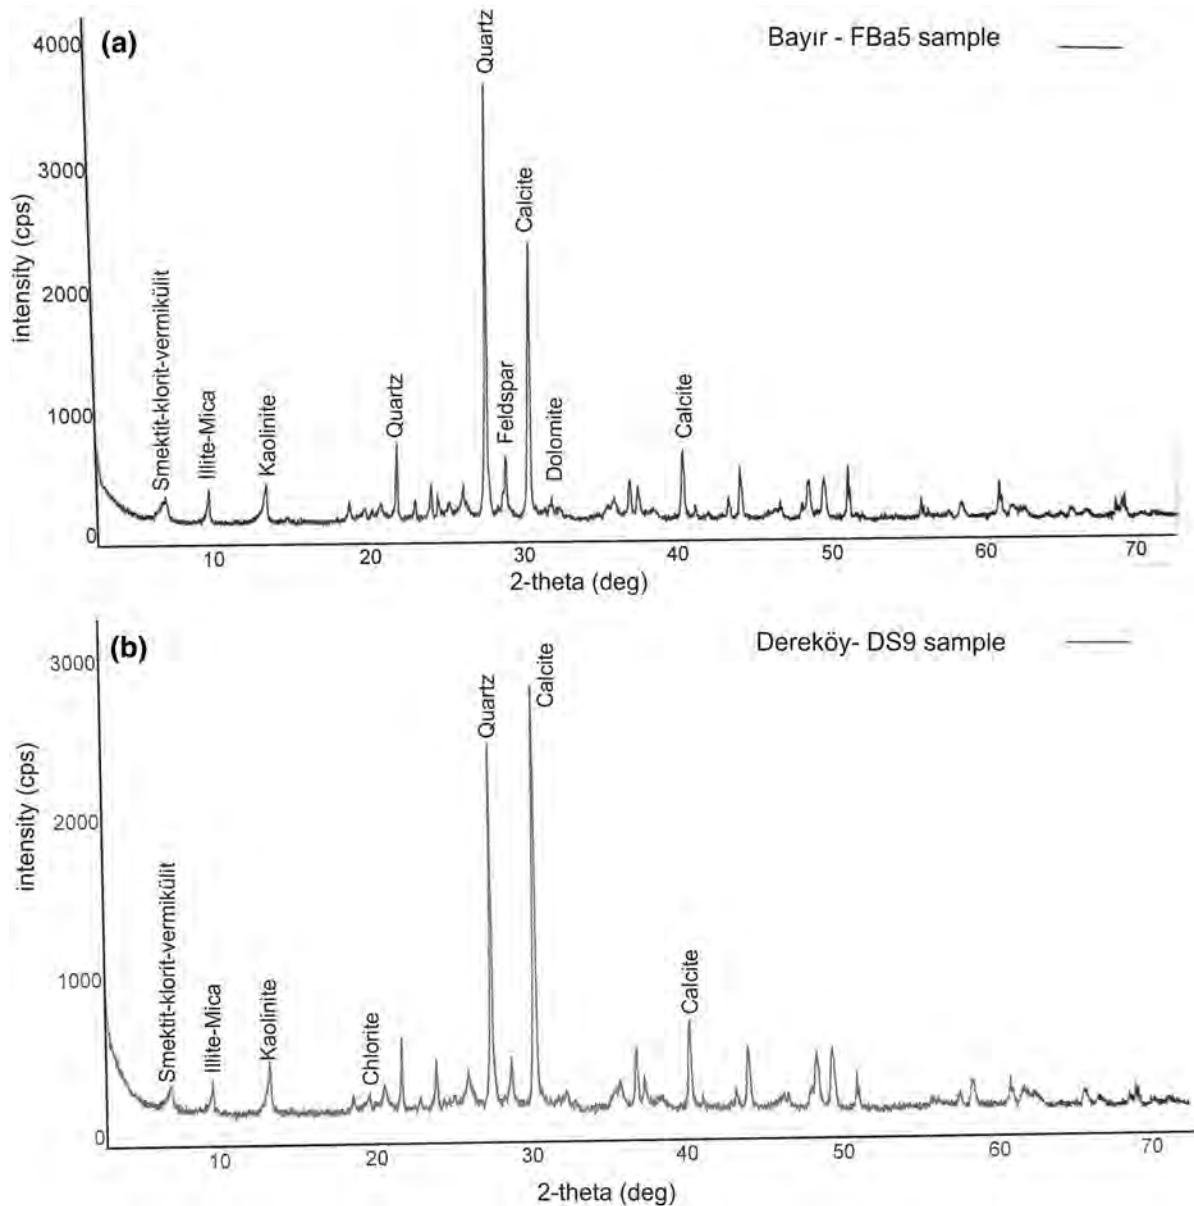 (a)
Bayır - FBa5 sample
intensity (cps)
4000
3000
2000
1000
0
Smektit-klorit-vermikülit
Illite-Mica
Kaolinite
Quartz
Quartz
Feldspar
Calcite
Dolomite
Calcite
10 20 30 40 50 60 70
2-theta (deg)
(b)
Dereköy- DS9 sample
intensity (cps)
3000
2000
1000
0
Smektit-klorit-vermikülit
Illite-Mica
Kaolinite
Chlorite
Quartz
Calcite
Calcite
10 20 30 40 50 70
2-theta (deg)